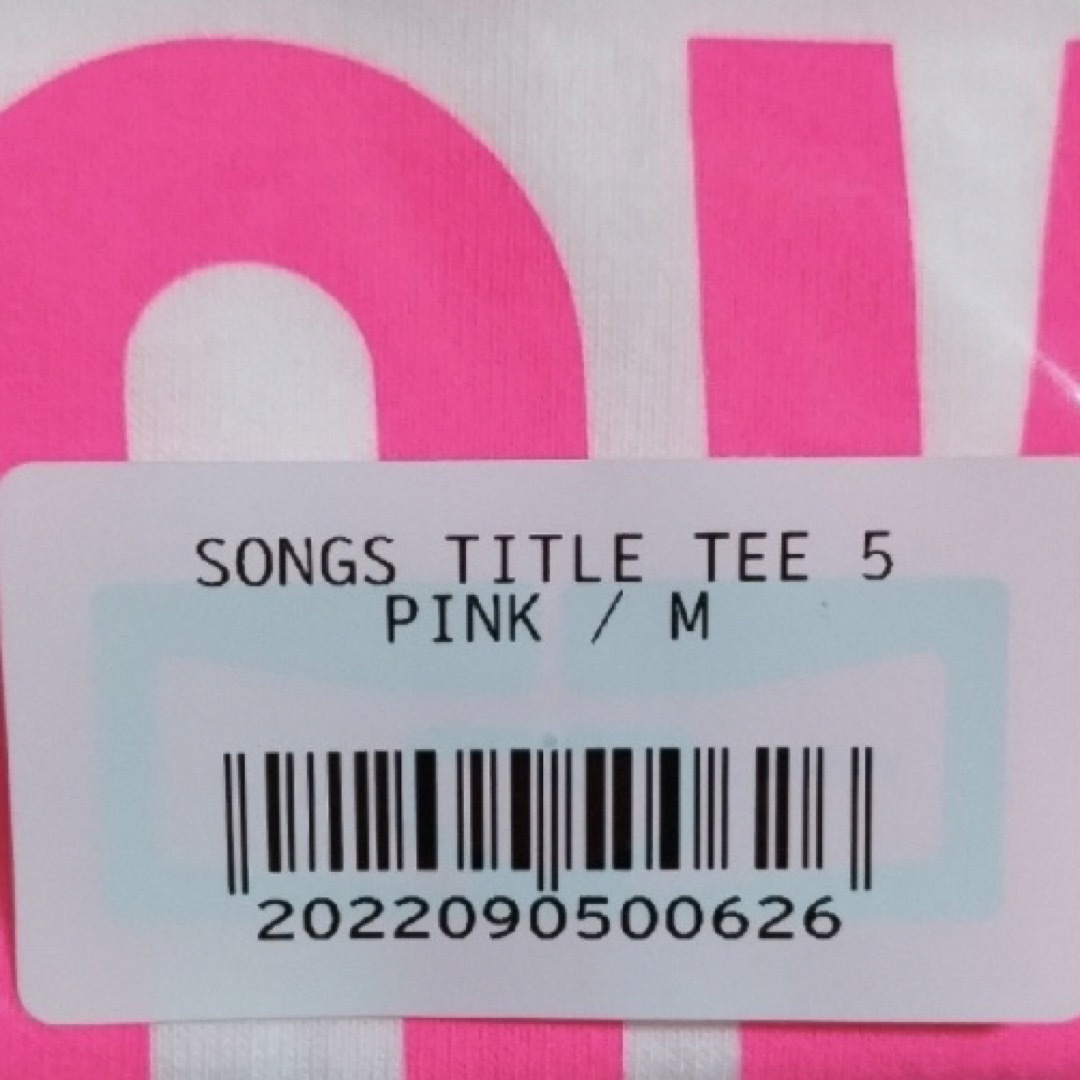 SONGS TITLE TEE 5
PINK / M
2022090500626